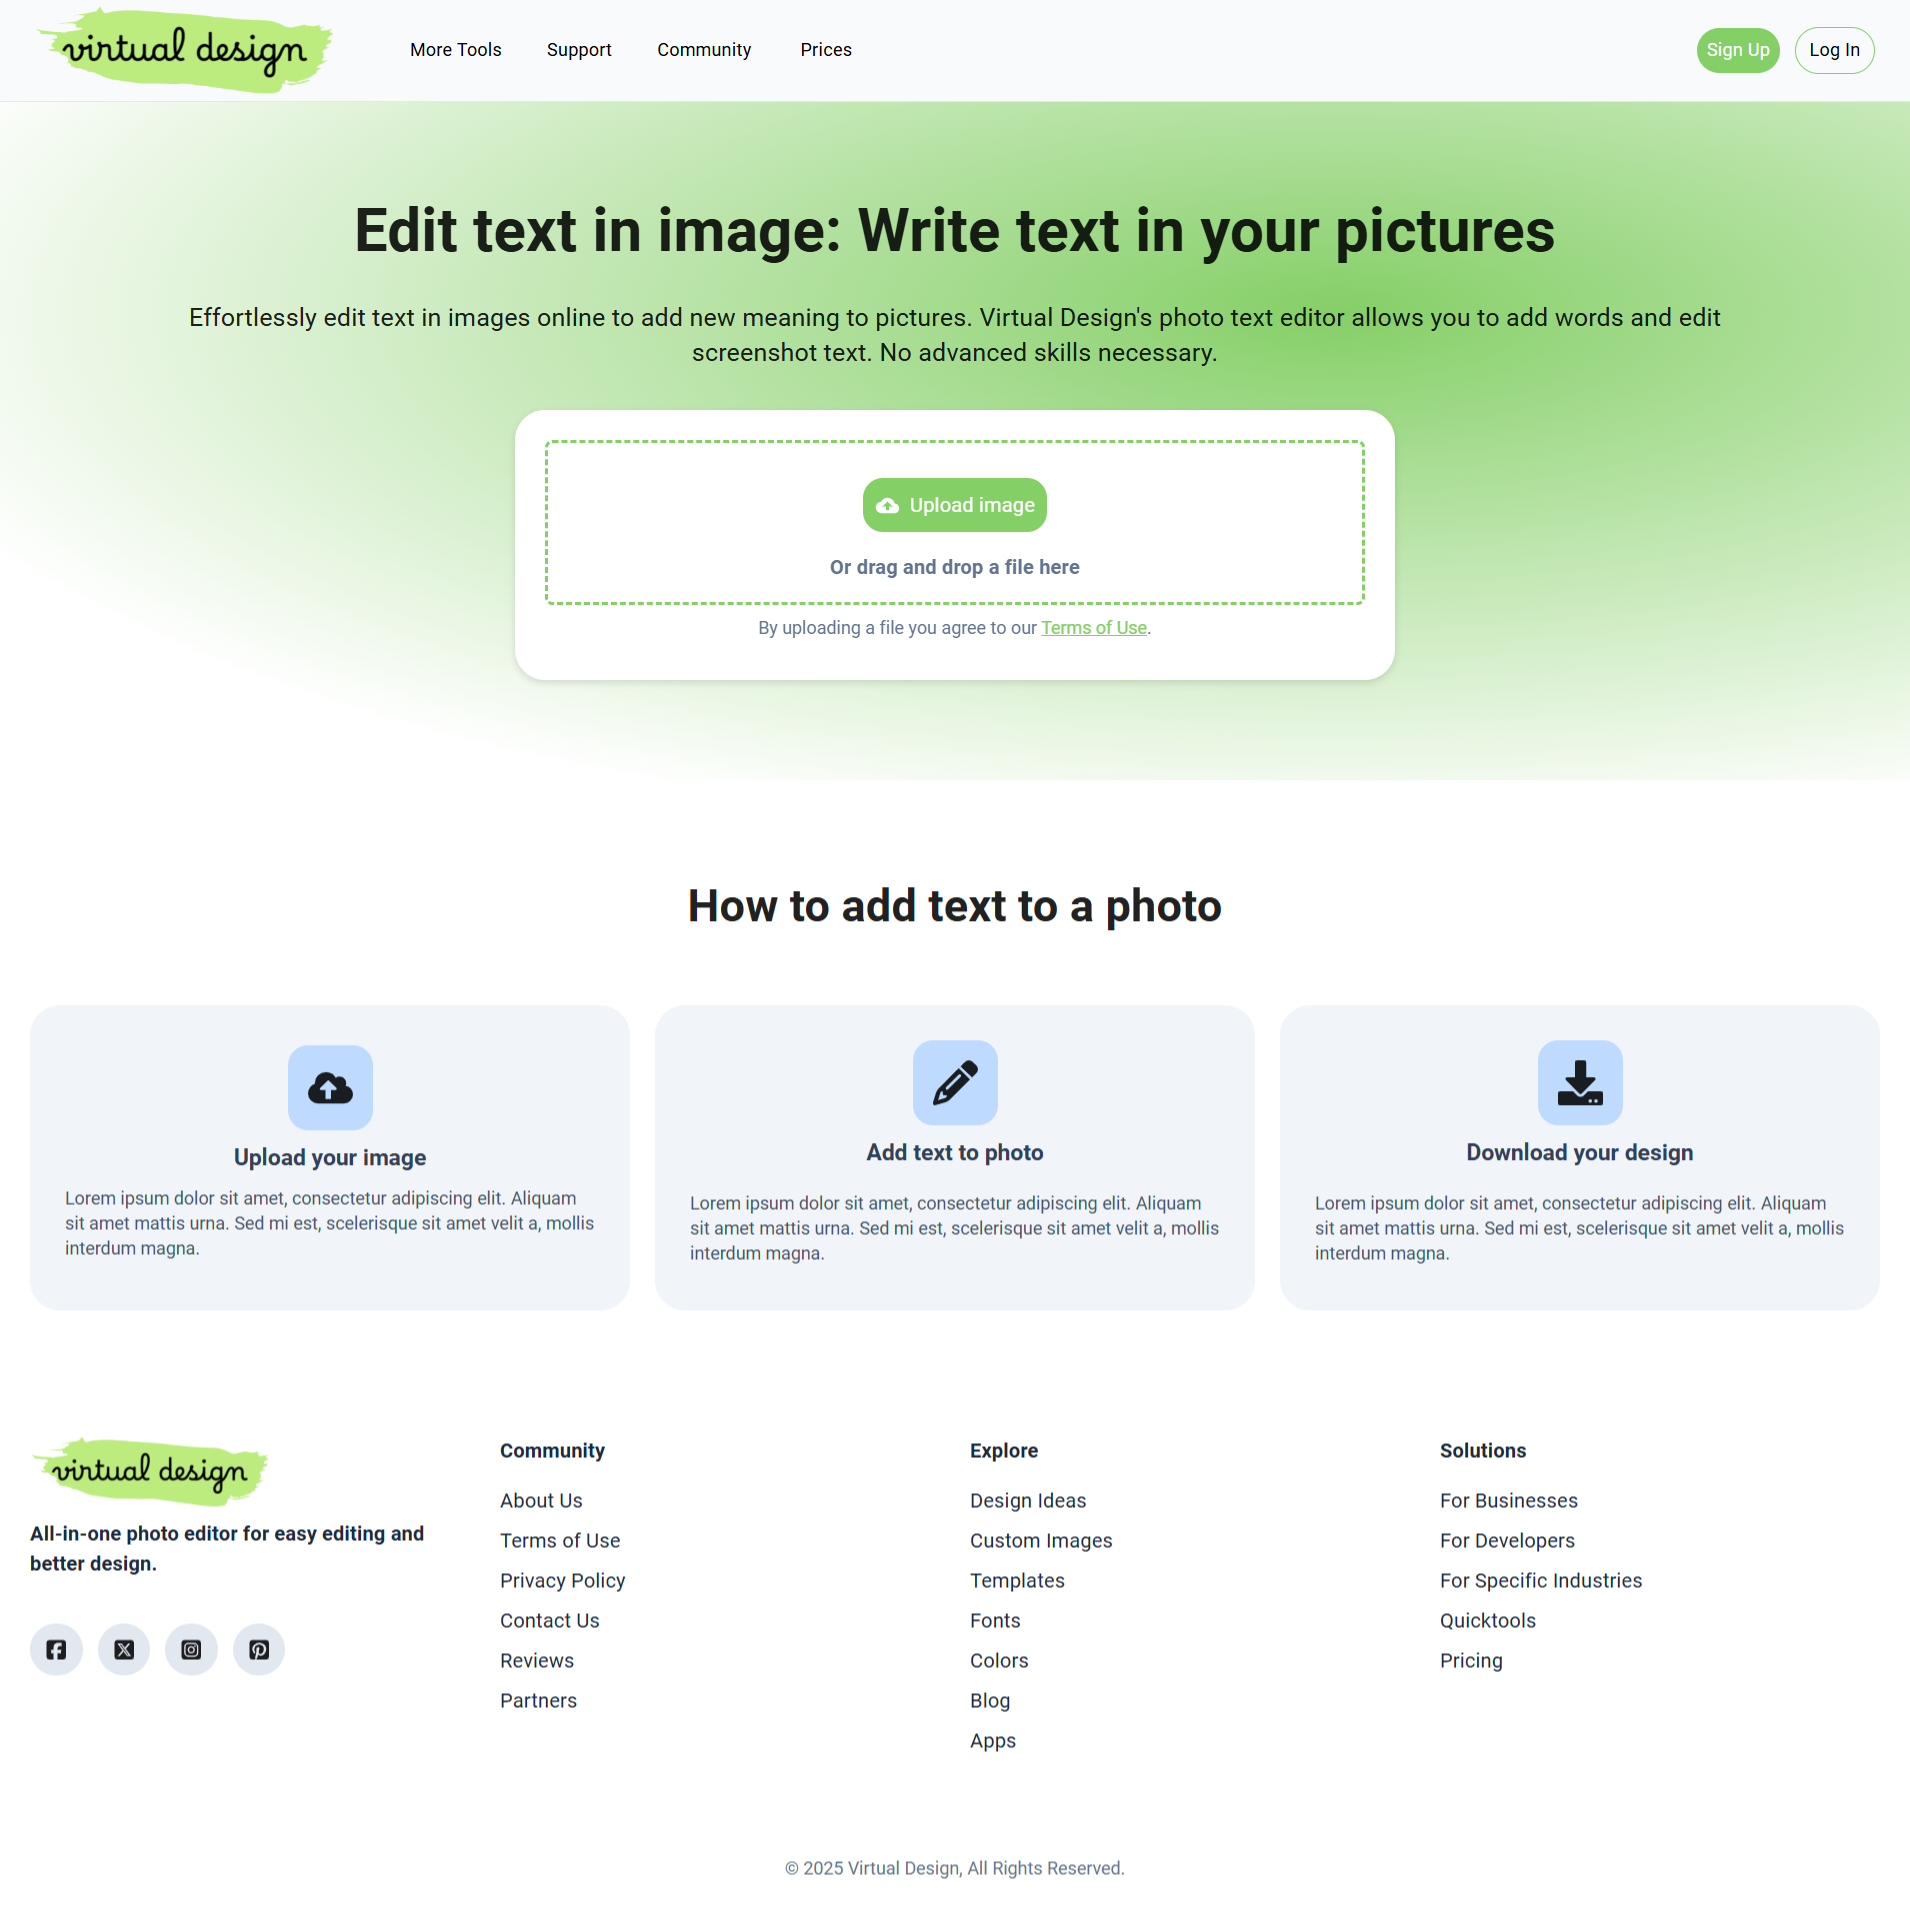 virtual design
More Tools
Support
Community
Prices
Sign Up
Log In
Edit text in image: Write text in your pictures
Effortlessly edit text in images online to add new meaning to pictures. Virtual Design's photo text editor allows you to add words and edit
screenshot text. No advanced skills necessary.
Upload image
Or drag and drop a file here
By uploading a file you agree to our Terms of Use.
How to add text to a photo
Upload your image
Lorem ipsum dolor sit amet, consectetur adipiscing elit. Aliquam
sit amet mattis urna. Sed mi est, scelerisque sit amet velit a, mollis
interdum magna.
Add text to photo
Lorem ipsum dolor sit amet, consectetur adipiscing elit. Aliquam
sit amet mattis urna. Sed mi est, scelerisque sit amet velit a, mollis
interdum magna.
Download your design
Lorem ipsum dolor sit amet, consectetur adipiscing elit. Aliquam
sit amet mattis urna. Sed mi est, scelerisque sit amet velit a, mollis
interdum magna.
virtual design
All-in-one photo editor for easy editing and
better design.
Community
About Us
Terms of Use
Privacy Policy
Contact Us
Reviews
Partners
Explore
Design Ideas
Custom Images
Templates
Fonts
Colors
Blog
Apps
Solutions
For Businesses
For Developers
For Specific Industries
Quicktools
Pricing
© 2025 Virtual Design, All Rights Reserved.